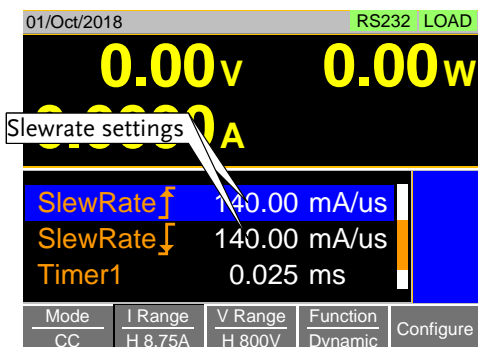 01/Oct/2018 RS232 LOAD
0.00V 0.00W
Slewrate settings
A
SlewRate 140.00 mA/us
SlewRate 140.00 mA/us
Timer1 0.025 ms
Mode I Range V Range Function Configure
CC H 8.75A H 800V Dynamic